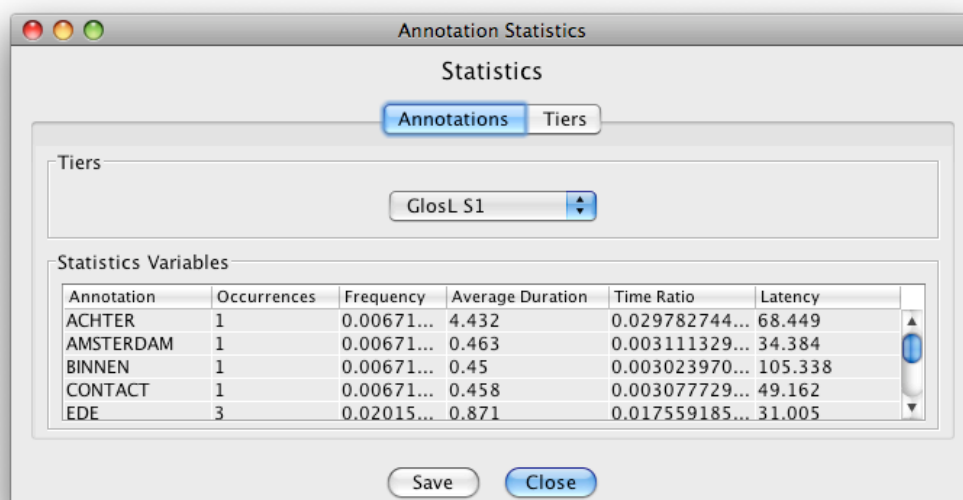 Annotation Statistics
Statistics
Annotations Tiers
Tiers
GlosL S1
Statistics Variables
Annotation Occurrences Frequency Average Duration Time Ratio Latency
ACHTER 1 0.00671... 4.432 0.029782744... 68.449
AMSTERDAM 1 0.00671... 0.463 0.003111329... 34.384
BINNEN 1 0.00671... 0.45 0.003023970... 105.338
CONTACT 1 0.00671... 0.458 0.003077729... 49.162
EDE 3 0.02015... 0.871 0.017559185... 31.005
Save Close